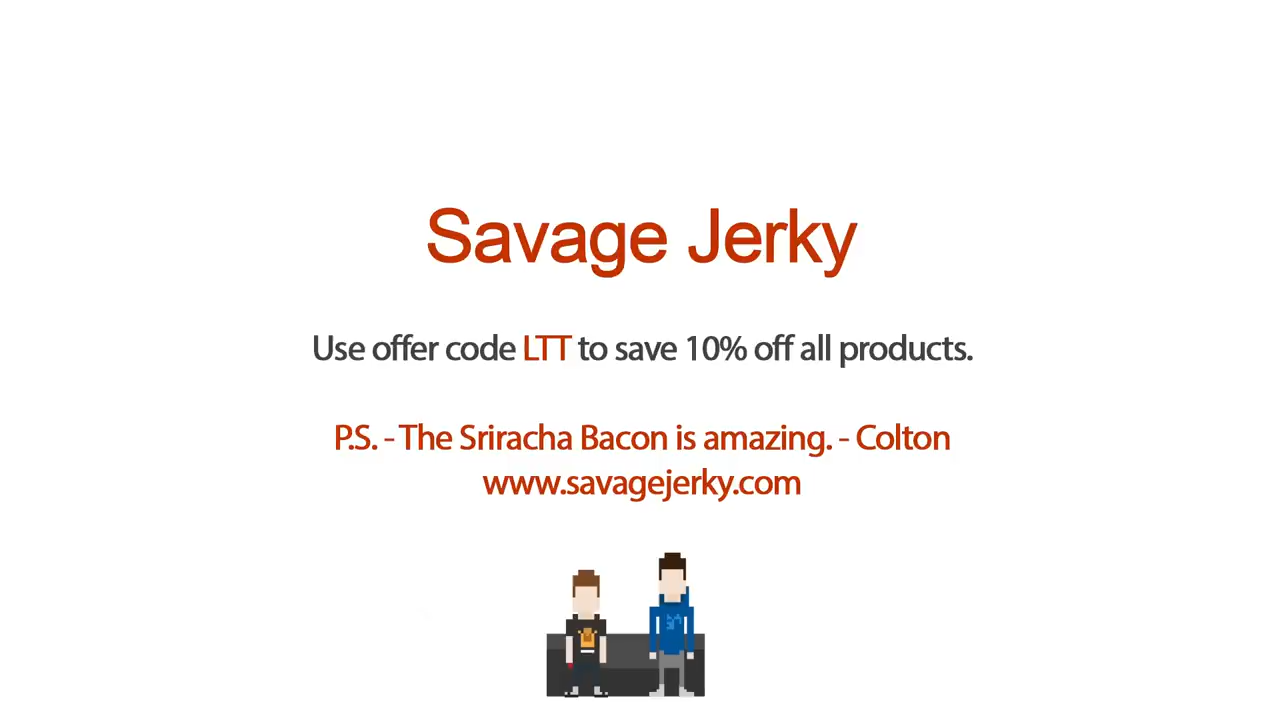 Savage Jerky
Use offer code LTT to save 10% off all products.
P.S. - The Sriracha Bacon is amazing. - Colton
www.savagejerky.com